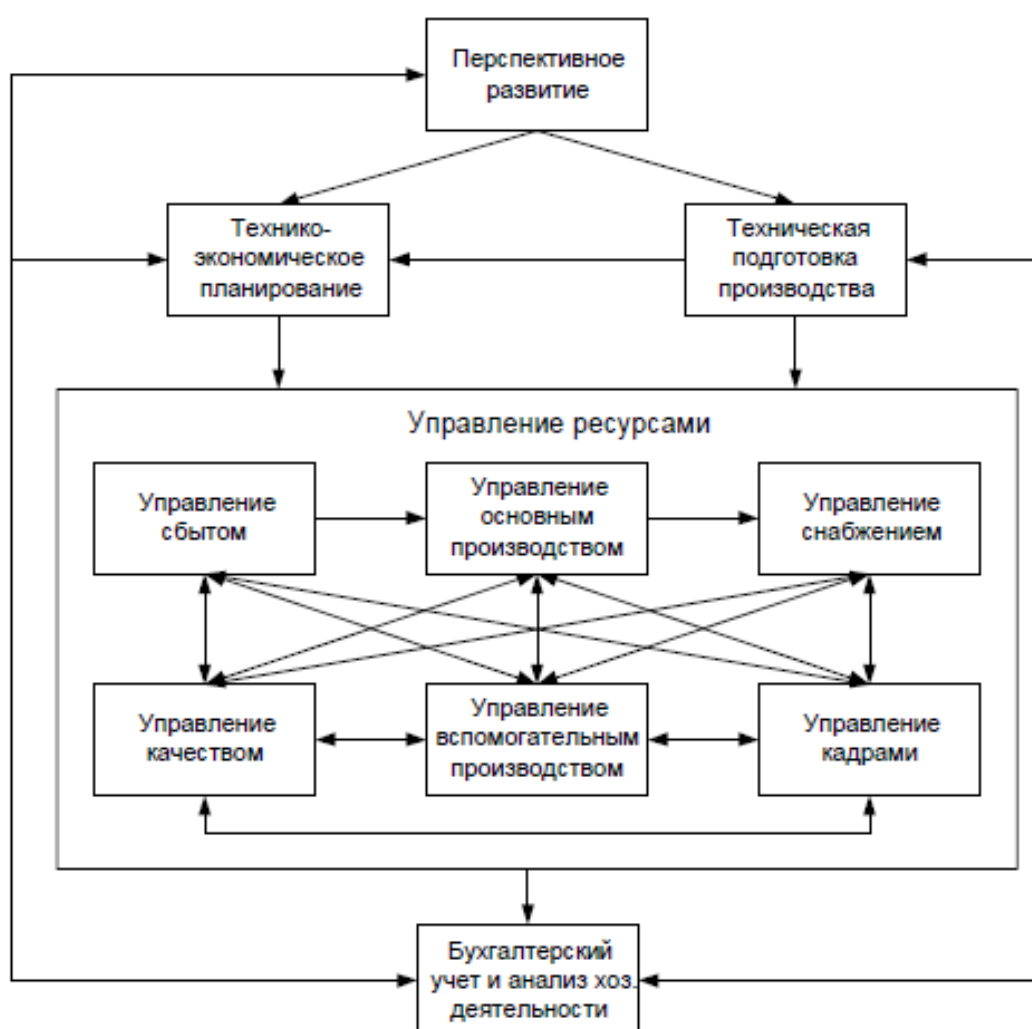 Перспективное
развитие
Технико-
экономическое
планирование
Техническая
подготовка
производства
Управление ресурсами
Управление
сбытом
Управление
основным
производством
Управление
снабжением
Управление
качеством
Управление
вспомогательным
производством
Управление
кадрами
Бухгалтерский
учет и анализ хоз.
деятельности